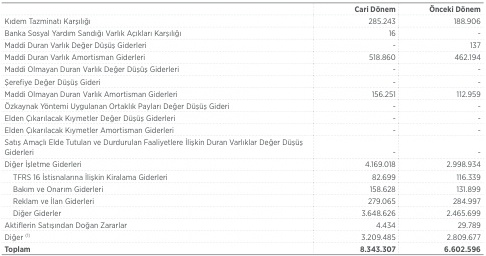 Cari Dönem Önceki Dönem
Kıdem Tazminatı Karşılığı 285.243 188.906
Banka Sosyal Yardım Sandığı Varlık Açıkları Karşılığı 16 -
Maddi Duran Varlık Değer Düşüş Giderleri - 137
Maddi Duran Varlık Amortisman Giderleri 518.860 462.194
Maddi Olmayan Duran Varlık Değer Düşüş Giderleri - -
Şerefiye Değer Düşüş Gideri - -
Maddi Olmayan Duran Varlık Amortisman Giderleri 156.251 112.959
Özkaynak Yöntemi Uygulanan Ortaklık Payları Değer Düşüş Gideri - -
Elden Çıkarılacak Kıymetler Değer Düşüş Giderleri - -
Elden Çıkarılacak Kıymetler Amortisman Giderleri - -
Satış Amaçlı Elde Tutulan ve Durdurulan Faaliyetlere İlişkin Duran Varlıklar Değer Düşüş
Giderleri - -
Diğer İşletme Giderleri 4.169.018 2.998.934
TFRS 16 İstisnalarına İlişkin Kiralama Giderleri 82.699 116.339
Bakım ve Onarım Giderleri 158.628 131.899
Reklam ve İlan Giderleri 279.065 284.997
Diğer Giderler 3.648.626 2.465.699
Aktiflerin Satışından Doğan Zararlar 4.434 29.789
Diğer 3.209.485 2.809.677
Toplam 8.343.307 6.602.596